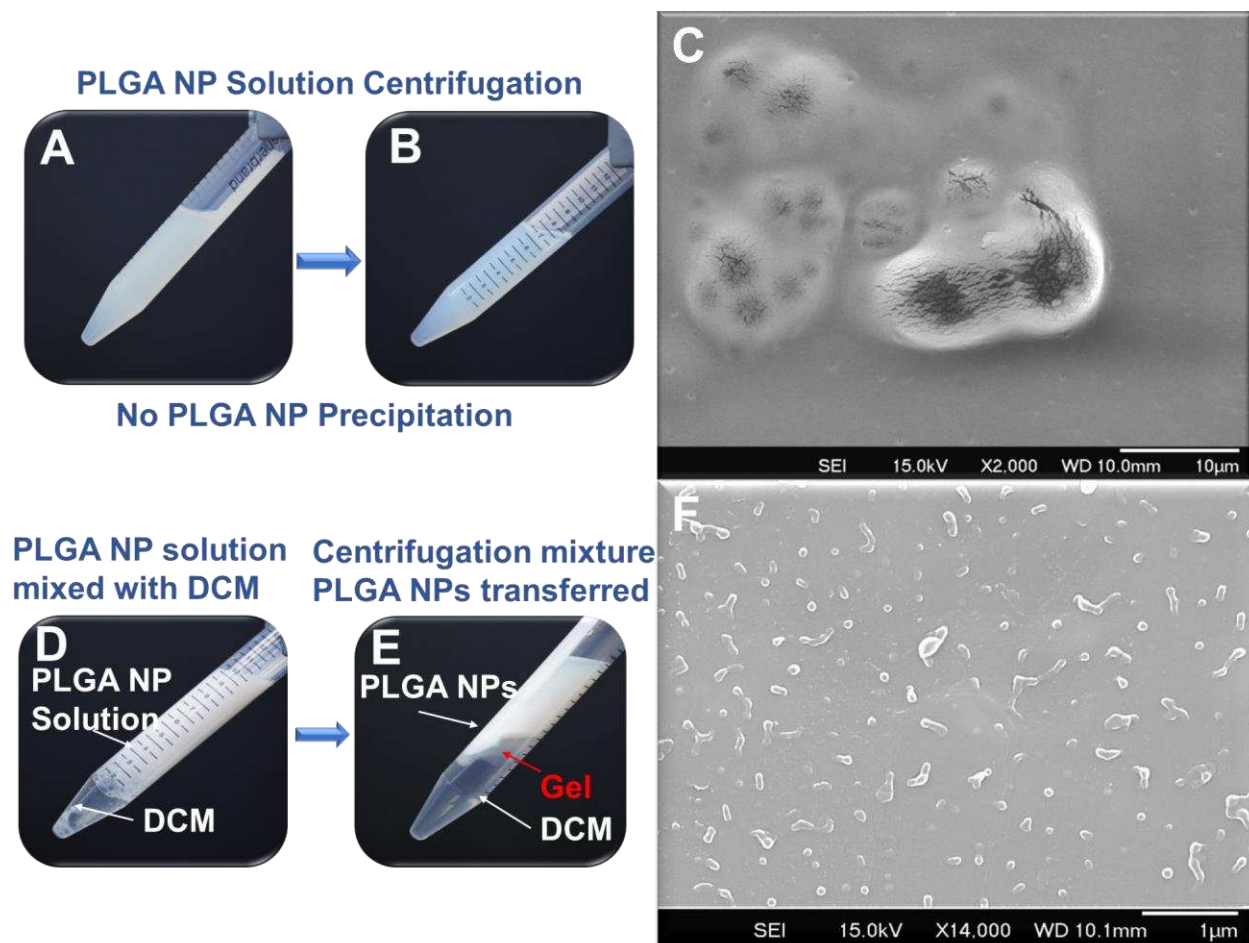 PLGA NP Solution Centrifugation
A
B
No PLGA NP Precipitation
C
SEI 15.0kV X2,000 WD 10.0mm 10µm
PLGA NP solution
mixed with DCM
Centrifugation mixture
PLGA NPs transferred
D
PLGA NP
Solution
DCM
E
PLGA NPs
Gel
DCM
F
SEI 15.0kV X14,000 WD 10.1mm 1µm